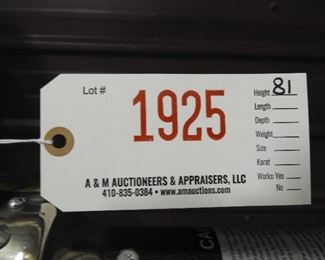 Lot #
1925
Height 81
Length
Depth
Weight
Size
Karat
Works: Yes
No
A & M AUCTIONEERS & APPRAISERS, LLC
410-835-0384 • www.amauctions.com